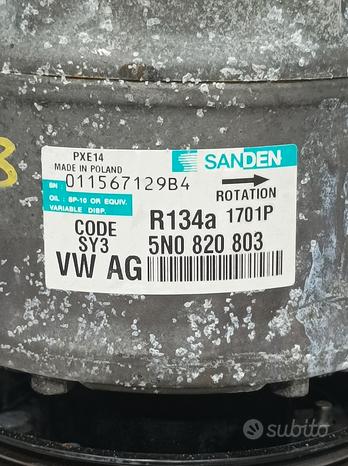 8
PXE14
MADE IN POLAND
SANDEN
SN 011567129B4
ROTATION
OIL : SP-10 OR EQUIV.
VARIABLE DISP.
R134a 1701P
CODE
SY3
5N0 820 803
VW AG
subito